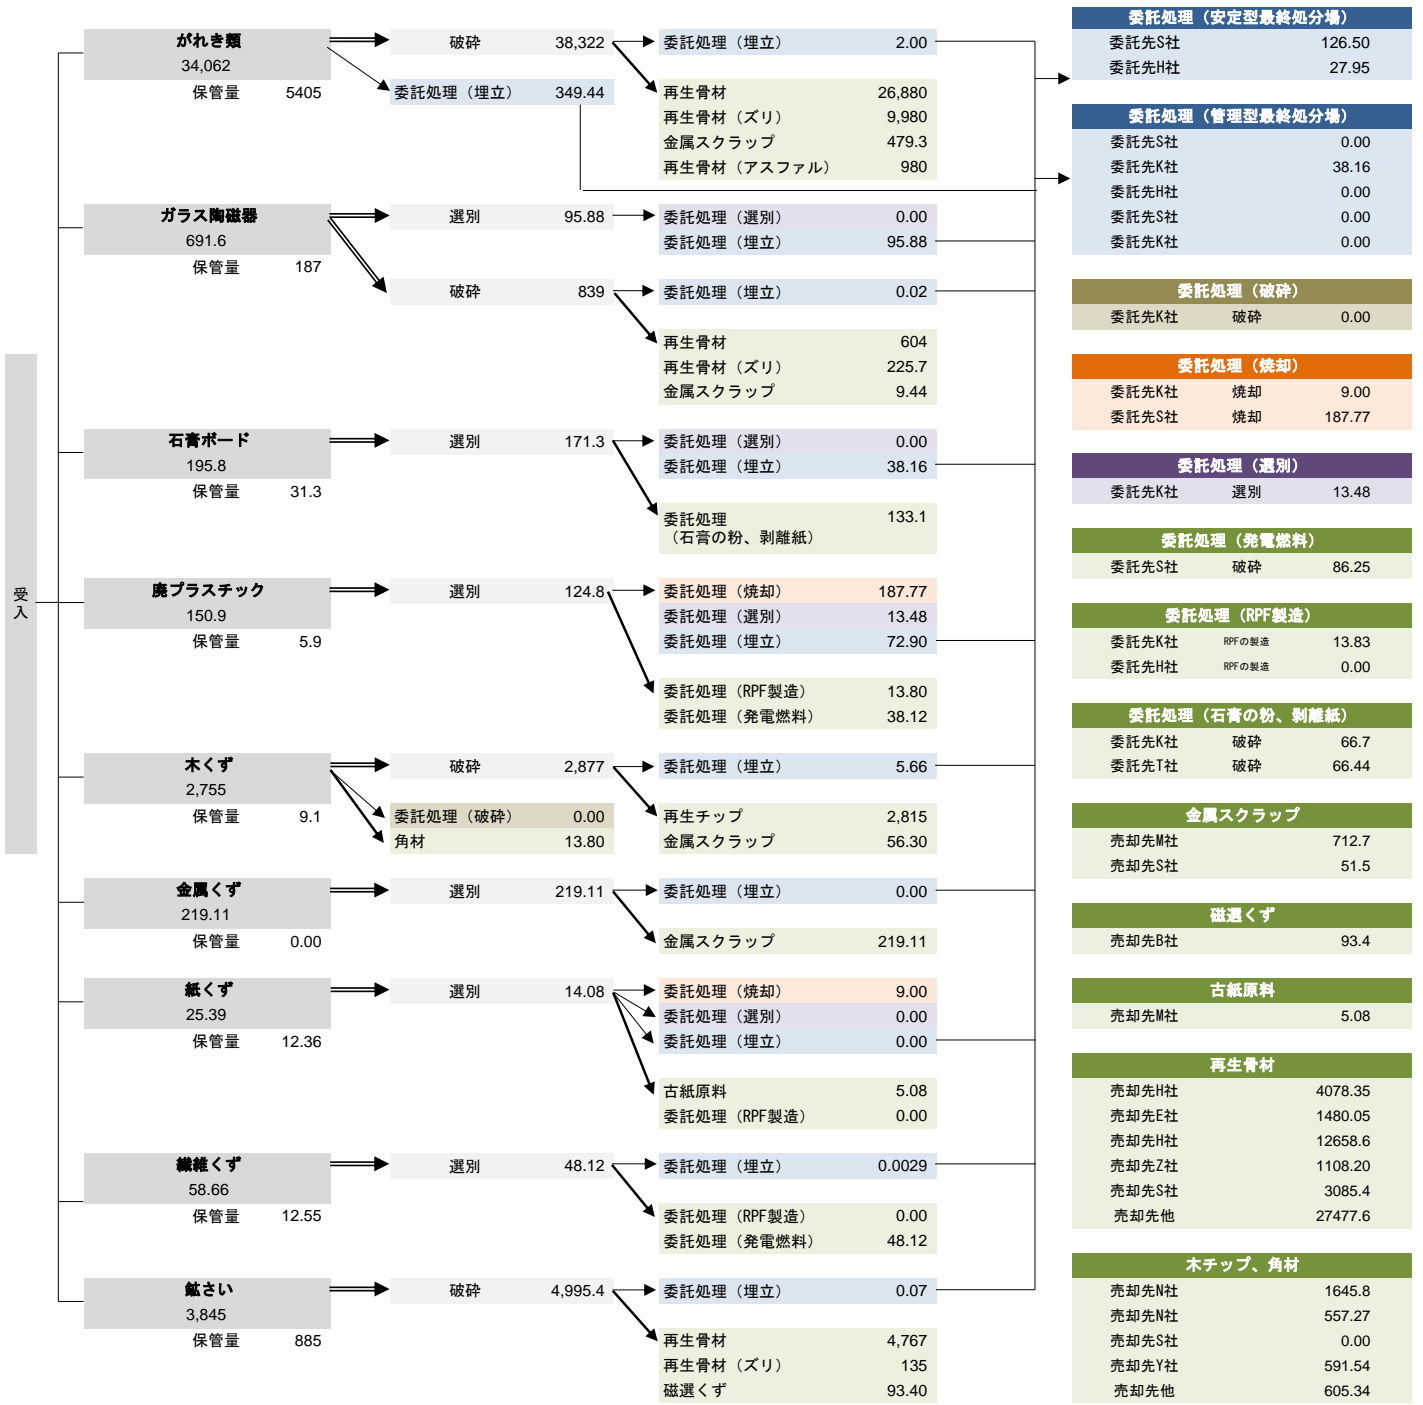 受入
がれき類
34,062
保管量 5405
破砕 38,322
委託処理（埋立） 349.44
委託処理（埋立） 2.00
再生骨材 26,880
再生骨材（ズリ） 9,980
金属スクラップ 479.3
再生骨材（アスファル） 980
ガラス陶磁器
691.6
保管量 187
選別 95.88
委託処理（選別） 0.00
委託処理（埋立） 95.88
破砕 839
委託処理（埋立） 0.02
再生骨材 604
再生骨材（ズリ） 225.7
金属スクラップ 9.44
石膏ボード
195.8
保管量 31.3
選別 171.3
委託処理（選別） 0.00
委託処理（埋立） 38.16
委託処理 133.1
（石膏の粉、剥離紙）
廃プラスチック
150.9
保管量 5.9
選別 124.8
委託処理（焼却） 187.77
委託処理（選別） 13.48
委託処理（埋立） 72.90
委託処理（RPF製造） 13.80
委託処理（発電燃料） 38.12
木くず
2,755
保管量 9.1
破砕 2,877
委託処理（破砕） 0.00
角材 13.80
委託処理（埋立） 5.66
再生チップ 2,815
金属スクラップ 56.30
金属くず
219.11
保管量 0.00
選別 219.11
委託処理（埋立） 0.00
金属スクラップ 219.11
紙くず
25.39
保管量 12.36
選別 14.08
委託処理（焼却） 9.00
委託処理（選別） 0.00
委託処理（埋立） 0.00
古紙原料 5.08
委託処理（RPF製造） 0.00
繊維くず
58.66
保管量 12.55
選別 48.12
委託処理（埋立） 0.0029
委託処理（RPF製造） 0.00
委託処理（発電燃料） 48.12
鉱さい
3,845
保管量 885
破砕 4,995.4
委託処理（埋立） 0.07
再生骨材 4,767
再生骨材（ズリ） 135
磁選くず 93.40
委託処理（安定型最終処分場）
委託先S社 126.50
委託先H社 27.95
委託処理（管理型最終処分場）
委託先S社 0.00
委託先K社 38.16
委託先H社 0.00
委託先S社 0.00
委託先K社 0.00
委託処理（破砕）
委託先K社 破砕 0.00
委託処理（焼却）
委託先K社 焼却 9.00
委託先S社 焼却 187.77
委託処理（選別）
委託先K社 選別 13.48
委託処理（発電燃料）
委託先S社 破砕 86.25
委託処理（RPF製造）
委託先K社 RPFの製造 13.83
委託先H社 RPFの製造 0.00
委託処理（石膏の粉、剥離紙）
委託先K社 破砕 66.7
委託先T社 破砕 66.44
金属スクラップ
売却先M社 712.7
売却先S社 51.5
磁選くず
売却先B社 93.4
古紙原料
売却先M社 5.08
再生骨材
売却先H社 4078.35
売却先E社 1480.05
売却先H社 12658.6
売却先Z社 1108.20
売却先S社 3085.4
売却先他 27477.6
木チップ、角材
売却先N社 1645.8
売却先N社 557.27
売却先S社 0.00
売却先Y社 591.54
売却先他 605.34